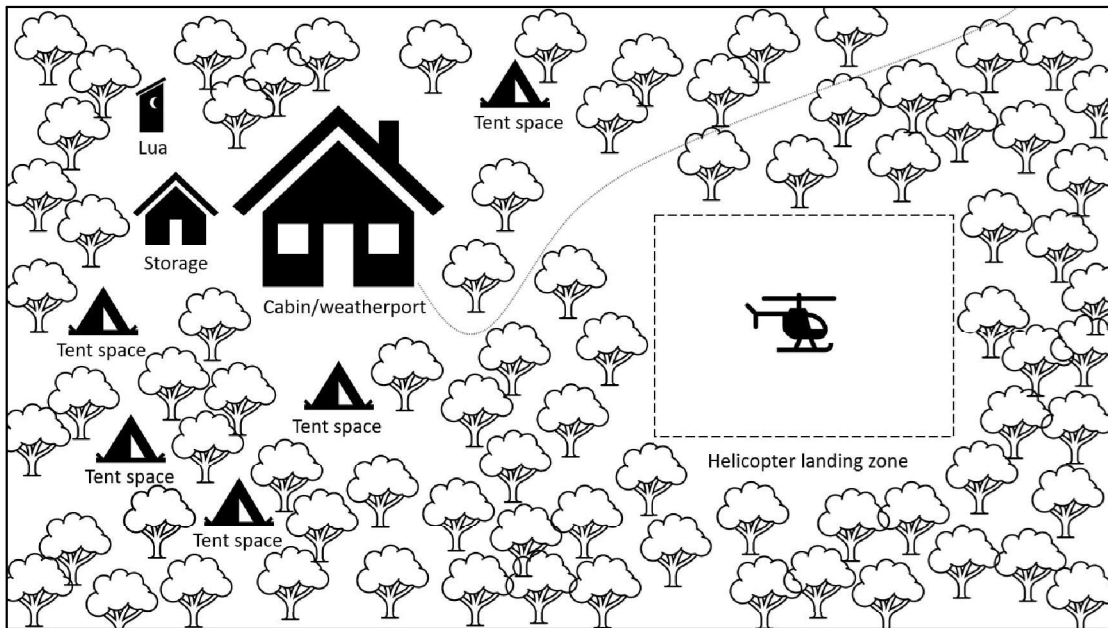 Tent space
Lua
Storage
Cabin/weatherport
Tent space
Tent space
Helicopter landing zone
Tent space
Tent space